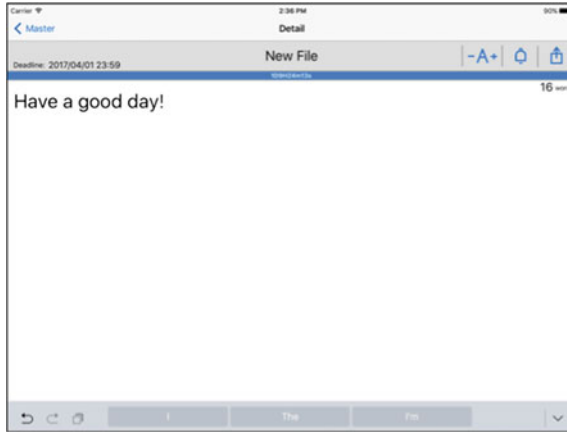 Carrier 2:36 PM 90%
Master Detail
New File -A+
Deadline: 2017/04/01 23:59
16
Have a good day!
I The I'm